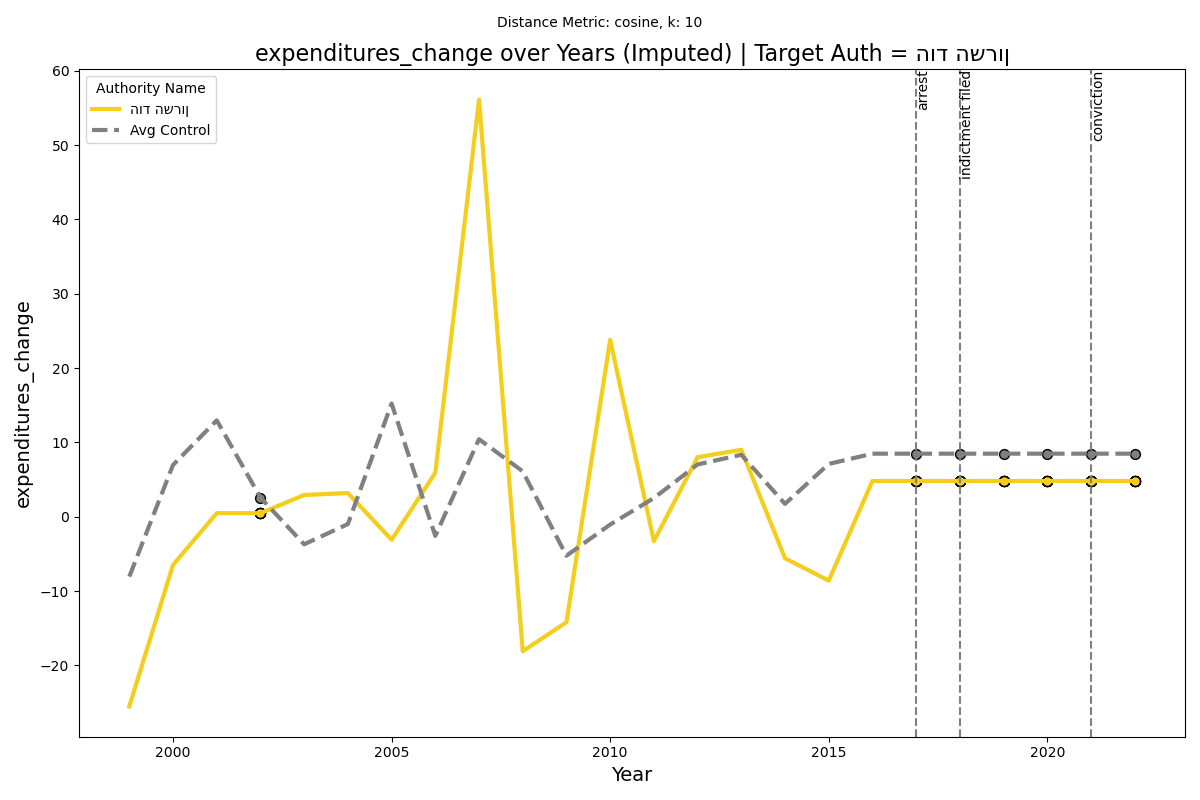 Distance Metric: cosine, k: 10
expenditures_change over Years (Imputed) | Target Auth = הוד השרון
Authority Name
הוד השרון
Avg Control
arrest
indictment filed
conviction
expenditures_change
60
50
40
30
20
10
0
−10
−20
2000
2005
2010
2015
2020
Year